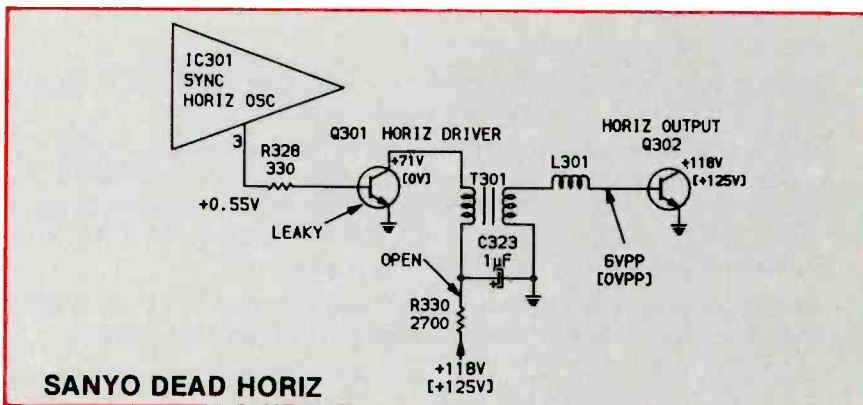 IC301
SYNC
HORIZ OSC
3
R328
330
+0.55V
Q301 HORIZ DRIVER
+71V
[0V]
LEAKY
T301
L301
HORIZ OUTPUT
Q302
+118V
[+125V]
6VPP
[0VPP]
OPEN
C323
1µF
+
R330
2700
+118V
[+125V]
SANYO DEAD HORIZ